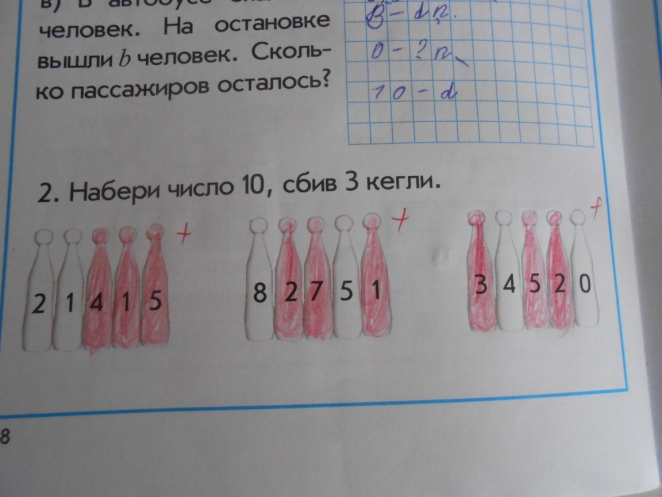 в) В автобусе
человек. На остановке
вышли b человек. Сколь-
ко пассажиров осталось?
В – d п.
О – ? п.
10 – d
2. Набери число 10, сбив 3 кегли.
2 1 4 1 5 +
8 2 7 5 1 +
3 4 5 2 0 +
8